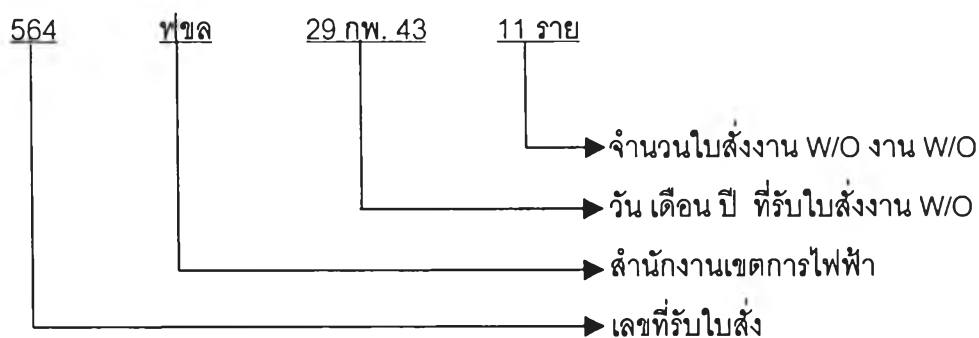 564 ฟขล 29 กพ. 43 11 ราย
จำนวนใบสั่งงาน W/O งาน W/O
วัน เดือน ปี ที่รับใบสั่งงาน W/O
สำนักงานเขตการไฟฟ้า
เลขที่รับใบสั่ง